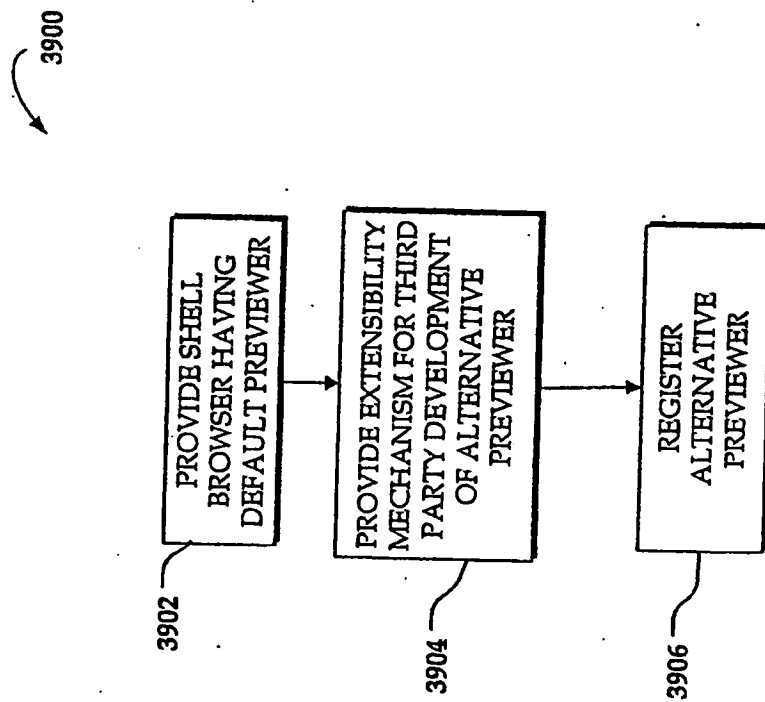 3900
PROVIDE SHELL
BROWSER HAVING
DEFAULT PREVIEWER
3902
PROVIDE EXTENSIBILITY
MECHANISM FOR THIRD
PARTY DEVELOPMENT
OF ALTERNATIVE
PREVIEWER
3904
REGISTER
ALTERNATIVE
PREVIEWER
3906